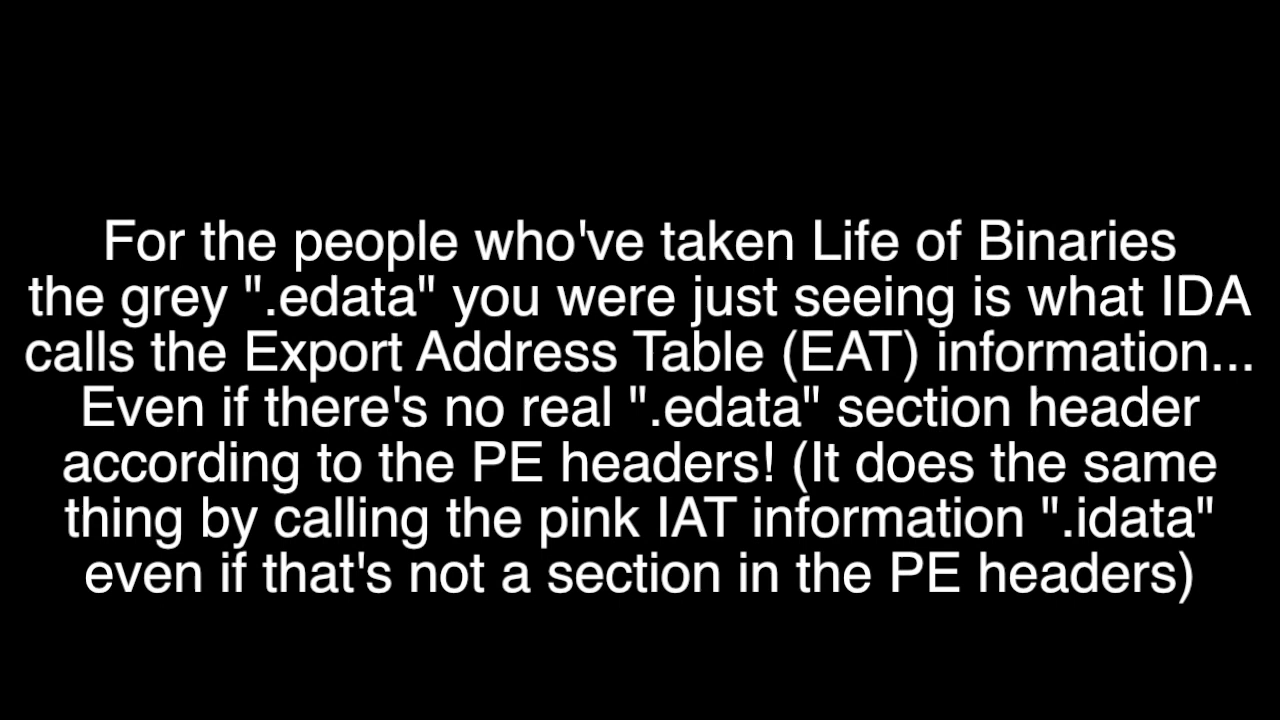 For the people who've taken Life of Binaries
the grey ".edata" you were just seeing is what IDA
calls the Export Address Table (EAT) information...
Even if there's no real ".edata" section header
according to the PE headers! (It does the same
thing by calling the pink IAT information ".idata"
even if that's not a section in the PE headers)